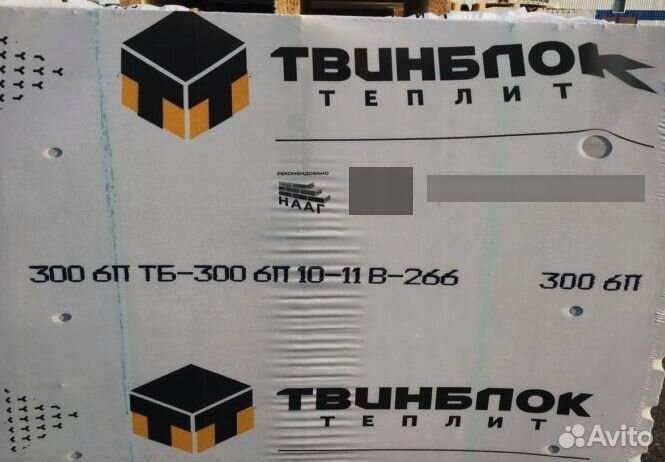 ТВИНБЛОК
ТЕПЛИТ
РЕКОМЕНДОВАНО
НААГ
300 6П ТБ-300 6П 10-11 В-266 300 6П
ТВИНБЛОК
ТЕПЛИТ
Avito